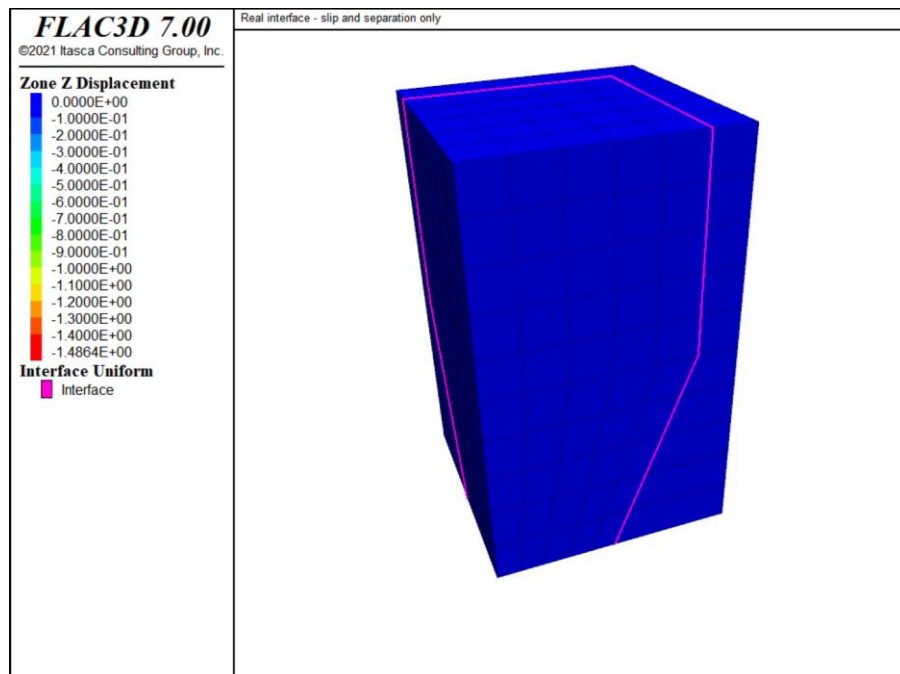 FLAC3D 7.00
©2021 Itasca Consulting Group, Inc.
Zone Z Displacement
0.0000E+00
-1.0000E-01
-2.0000E-01
-3.0000E-01
-4.0000E-01
-5.0000E-01
-6.0000E-01
-7.0000E-01
-8.0000E-01
-9.0000E-01
-1.0000E+00
-1.1000E+00
-1.2000E+00
-1.3000E+00
-1.4000E+00
-1.4864E+00
Interface Uniform
Interface
Real interface - slip and separation only